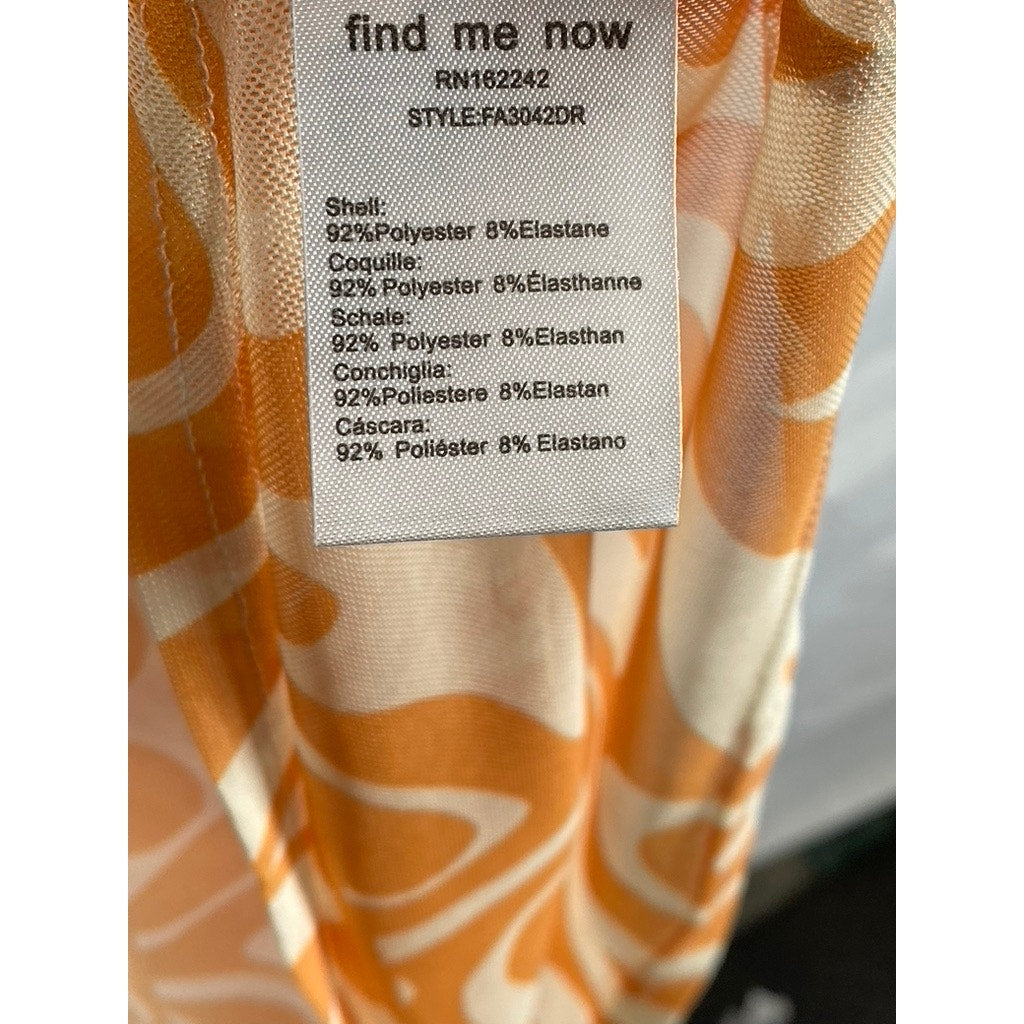 find me now
RN162242
STYLE:FA3042DR
Shell:
92%Polyester 8%Elastane
Coquille:
92% Polyester 8%Élasthanne
Schale:
92% Polyester 8%Elasthan
Conchiglia:
92%Poliestere 8%Elastan
Cáscara:
92% Poliéster 8% Elastano